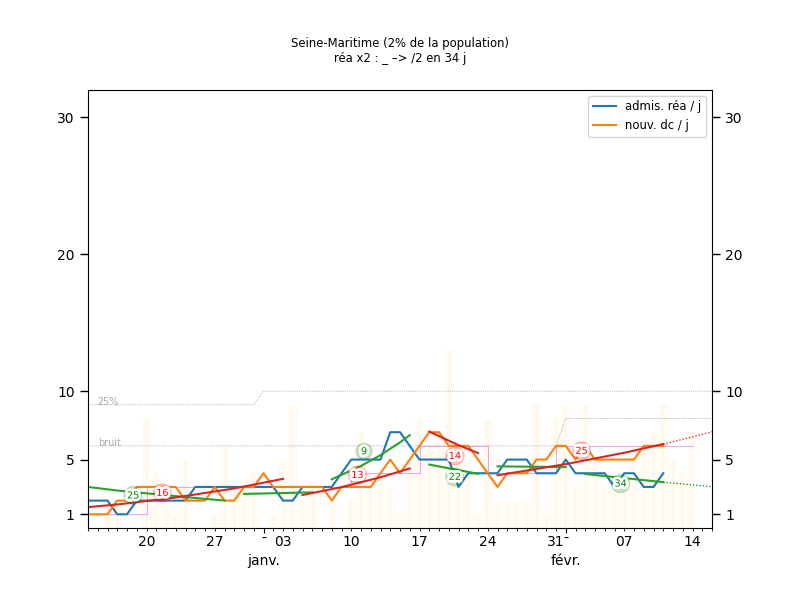 Seine-Maritime (2% de la population)
réa x2 : _ –> /2 en 34 j
admis. réa / j
nouv. dc / j
30 30
20 20
10 10
5 5
1 1
25%
bruit
25 16 9 13 14 22 25 34
20 27 - 03 10 17 24 31 - 07 14
janv. févr.